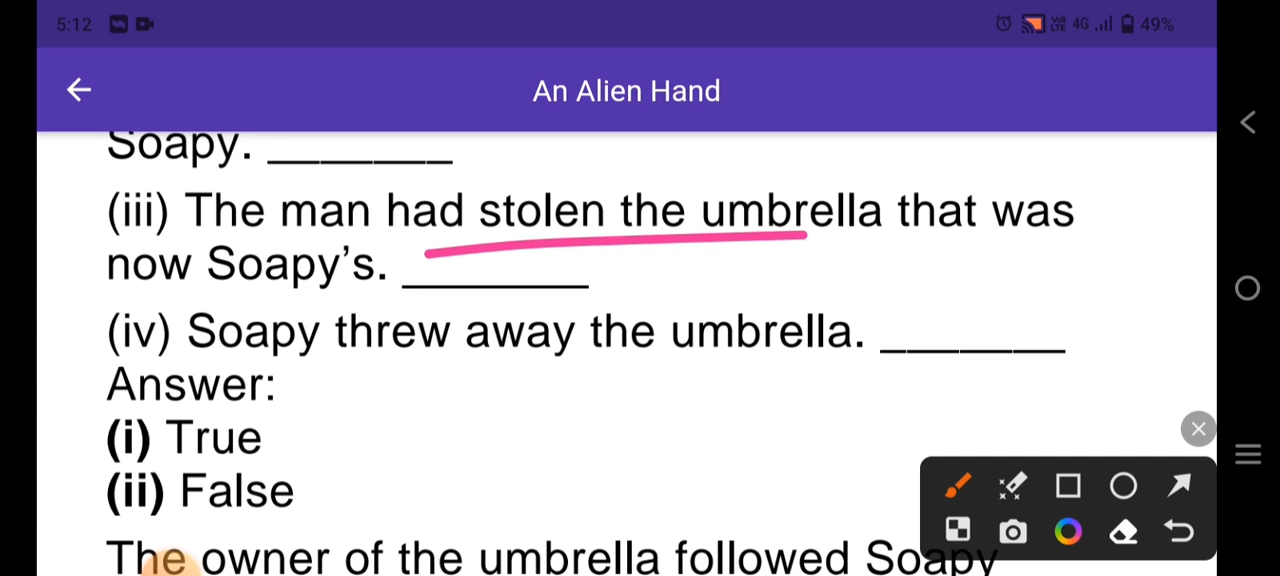 5:12 Vo LTE 4G 49%
An Alien Hand
Soapy. _______
(iii) The man had stolen the umbrella that was
now Soapy’s. _______
(iv) Soapy threw away the umbrella. _______
Answer:
(i) True
(ii) False
The owner of the umbrella followed Soapy